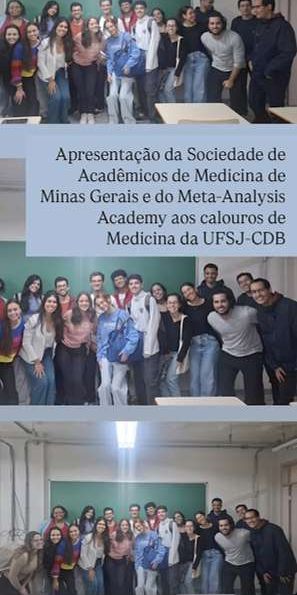 Apresentação da Sociedade de
Acadêmicos de Medicina de
Minas Gerais e do Meta-Analysis
Academy aos calouros de
Medicina da UFSJ-CDB